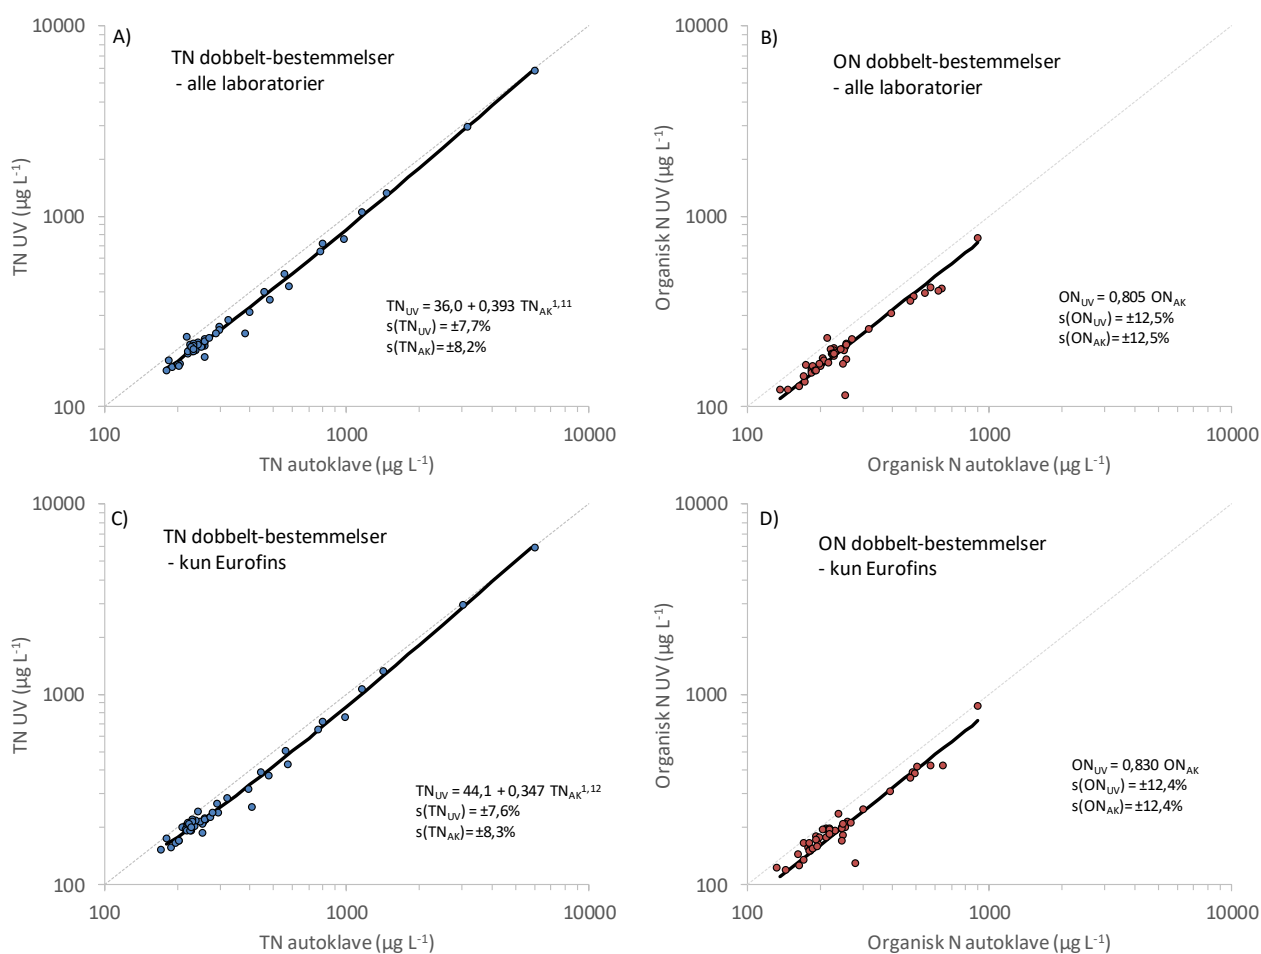 A)
TN dobbelt-bestemmelser
- alle laboratorier
TN UV (µg L⁻¹)
10000
1000
100
TN_UV = 36,0 + 0,393 TN_AK^1,11
s(TN_UV) = ±7,7%
s(TN_AK)= ±8,2%
100
1000
10000
TN autoklave (µg L⁻¹)
B)
ON dobbelt-bestemmelser
- alle laboratorier
Organisk N UV (µg L⁻¹)
10000
1000
100
ON_UV = 0,805 ON_AK
s(ON_UV) = ±12,5%
s(ON_AK)= ±12,5%
100
1000
10000
Organisk N autoklave (µg L⁻¹)
C)
TN dobbelt-bestemmelser
- kun Eurofins
TN UV (µg L⁻¹)
10000
1000
100
TN_UV = 44,1 + 0,347 TN_AK^1,12
s(TN_UV) = ±7,6%
s(TN_AK)= ±8,3%
100
1000
10000
TN autoklave (µg L⁻¹)
D)
ON dobbelt-bestemmelser
- kun Eurofins
Organisk N UV (µg L⁻¹)
10000
1000
100
ON_UV = 0,830 ON_AK
s(ON_UV) = ±12,4%
s(ON_AK)= ±12,4%
100
1000
10000
Organisk N autoklave (µg L⁻¹)